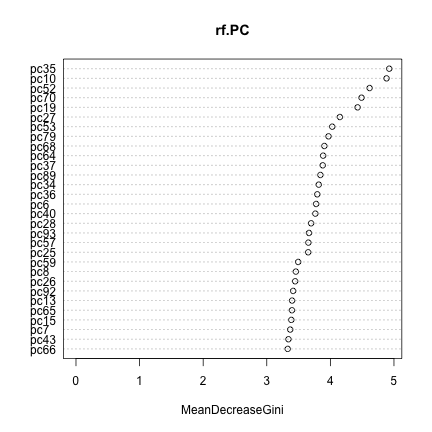 rf.PC
pc35
pc10
pc52
pc70
pc19
pc27
pc53
pc79
pc68
pc64
pc37
pc89
pc34
pc36
pc6
pc40
pc28
pc93
pc57
pc25
pc59
pc8
pc26
pc92
pc13
pc65
pc15
pc7
pc43
pc66
0 1 2 3 4 5
MeanDecreaseGini